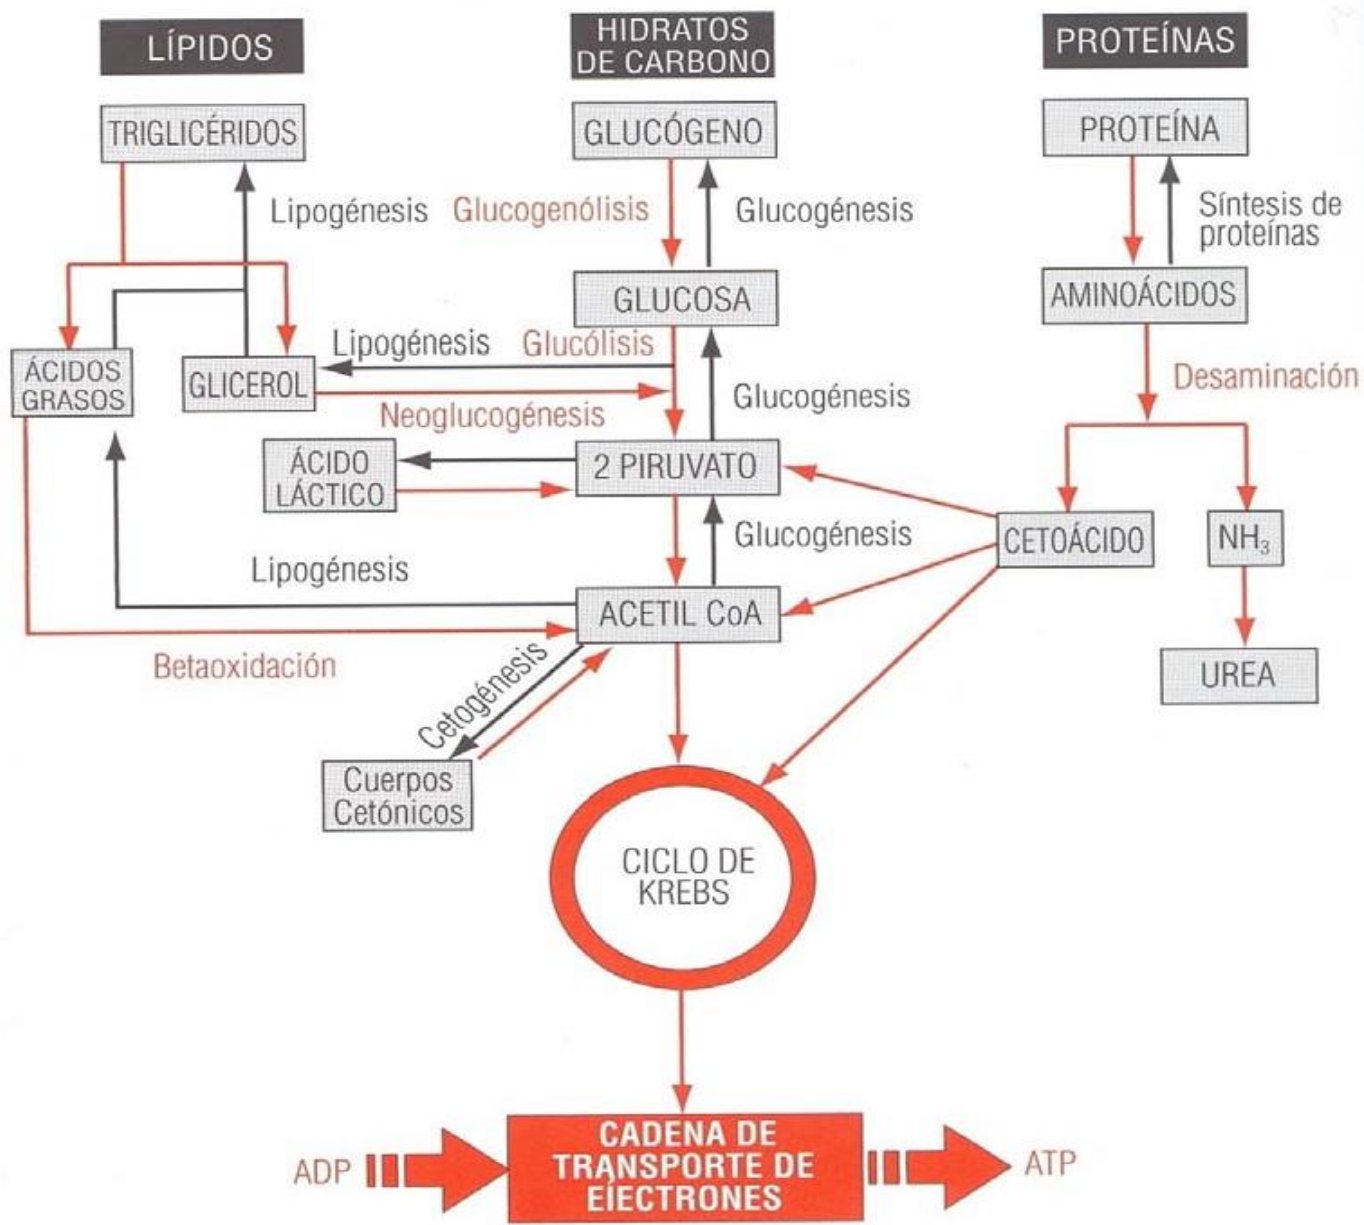 LÍPIDOS
HIDRATOS
DE CARBONO
PROTEÍNAS
TRIGLICÉRIDOS
GLUCÓGENO
PROTEÍNA
Lipogénesis
Glucogenólisis
Glucogénesis
Síntesis de
proteínas
GLUCOSA
AMINOÁCIDOS
Lipogénesis
Glucólisis
ÁCIDOS
GRASOS
GLICEROL
Desaminación
Neoglucogénesis
Glucogénesis
ÁCIDO
LÁCTICO
2 PIRUVATO
Glucogénesis
CETOÁCIDO
NH₃
Lipogénesis
ACETIL CoA
Betaoxidación
UREA
Cetogénesis
Cuerpos
Cetónicos
CICLO DE
KREBS
ADP
CADENA DE
TRANSPORTE DE
ElECTRONES
ATP